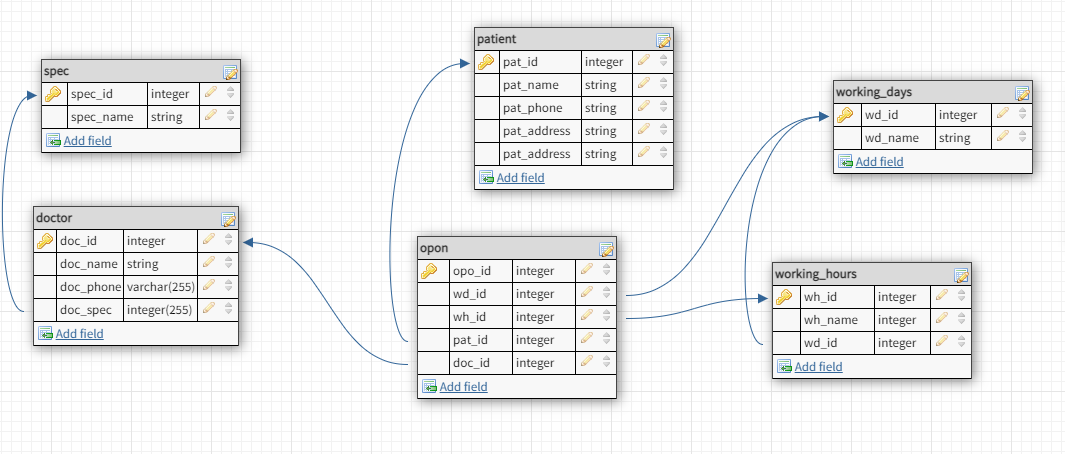 spec
spec_id integer
spec_name string
Add field
doctor
doc_id integer
doc_name string
doc_phone varchar(255)
doc_spec integer(255)
Add field
patient
pat_id integer
pat_name string
pat_phone string
pat_address string
pat_address string
Add field
opon
opo_id integer
wd_id integer
wh_id integer
pat_id integer
doc_id integer
Add field
working_days
wd_id integer
wd_name string
Add field
working_hours
wh_id integer
wh_name integer
wd_id integer
Add field